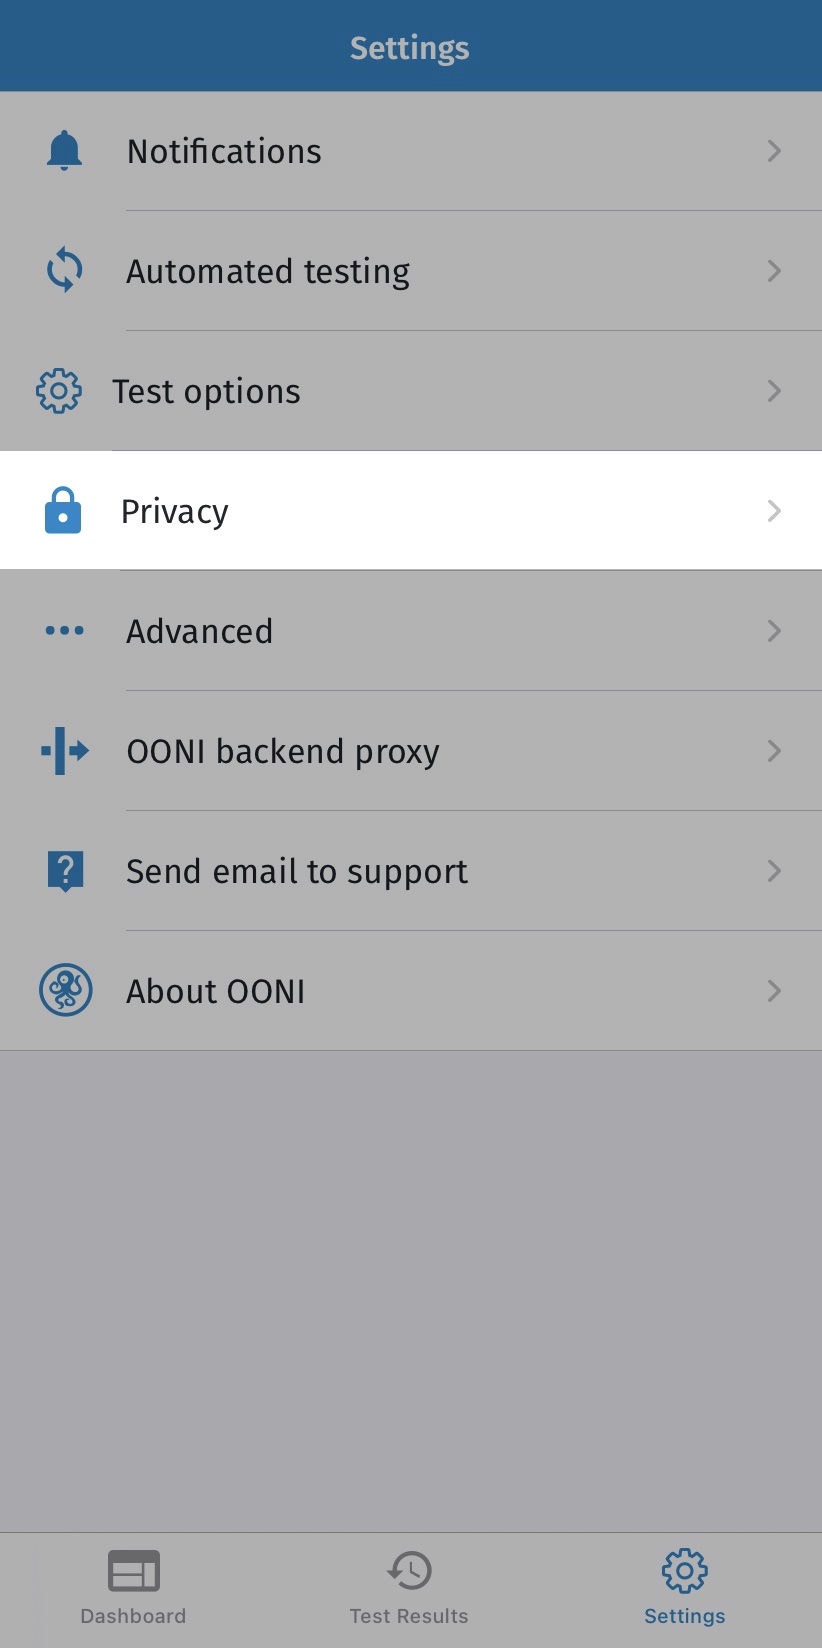 Settings
Notifications
Automated testing
Test options
Privacy
Advanced
OONI backend proxy
Send email to support
About OONI
Dashboard
Test Results
Settings